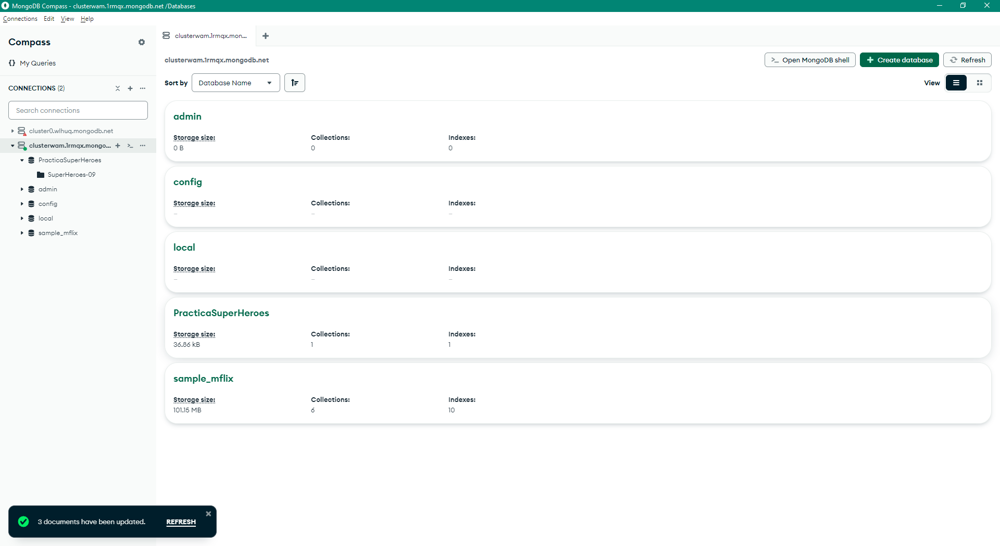 MongoDB Compass - clusterwam.1rmqx.mongodb.net /Databases
Connections Edit View Help
Compass
My Queries
CONNECTIONS (2)
Search connections
cluster0.wlhuq.mongodb.net
clusterwam.1rmqx.mongo...
PracticaSuperHeroes
SuperHeroes-09
admin
config
local
sample_mflix
clusterwam.1rmqx.mon...
clusterwam.1rmqx.mongodb.net
Open MongoDB shell
Create database
Refresh
Sort by
Database Name
View
admin
Storage size: Collections: Indexes:
0 B 0 0
config
Storage size: Collections: Indexes:
– – –
local
Storage size: Collections: Indexes:
– – –
PracticaSuperHeroes
Storage size: Collections: Indexes:
36.86 kB 1 1
sample_mflix
Storage size: Collections: Indexes:
101.15 MB 6 10
3 documents have been updated. REFRESH